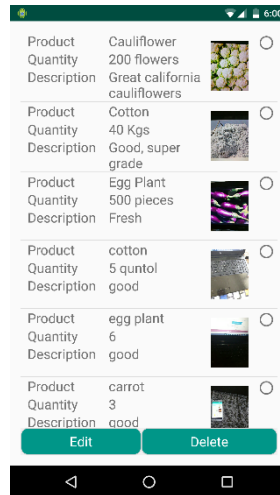 6:00
Product Cauliflower
Quantity 200 flowers
Description Great california
cauliflowers
Product Cotton
Quantity 40 Kgs
Description Good, super
grade
Product Egg Plant
Quantity 500 pieces
Description Fresh
Product cotton
Quantity 5 quntol
Description good
Product egg plant
Quantity 6
Description good
Product carrot
Quantity 3
Description good
Edit Delete